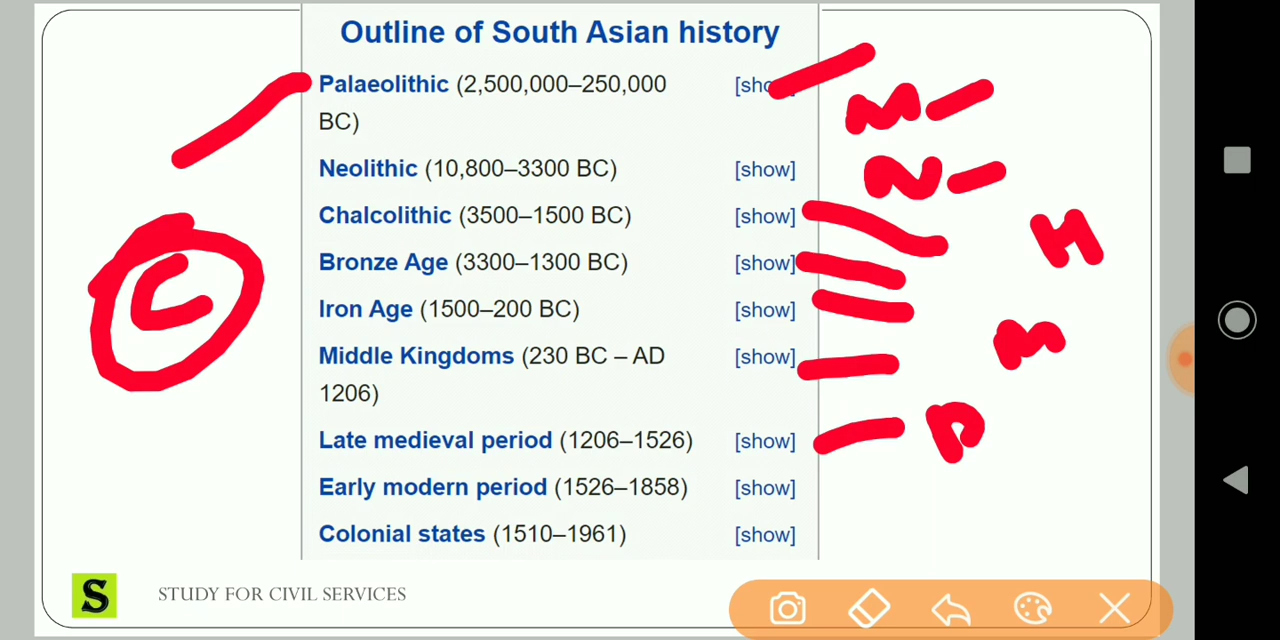 Outline of South Asian history
Palaeolithic (2,500,000–250,000 BC) [show]
M
Neolithic (10,800–3300 BC) [show]
N
Chalcolithic (3500–1500 BC) [show]
H
Bronze Age (3300–1300 BC) [show]
C
Iron Age (1500–200 BC) [show]
Middle Kingdoms (230 BC – AD 1206) [show]
M
Late medieval period (1206–1526) [show]
Early modern period (1526–1858) [show]
Colonial states (1510–1961) [show]
S STUDY FOR CIVIL SERVICES